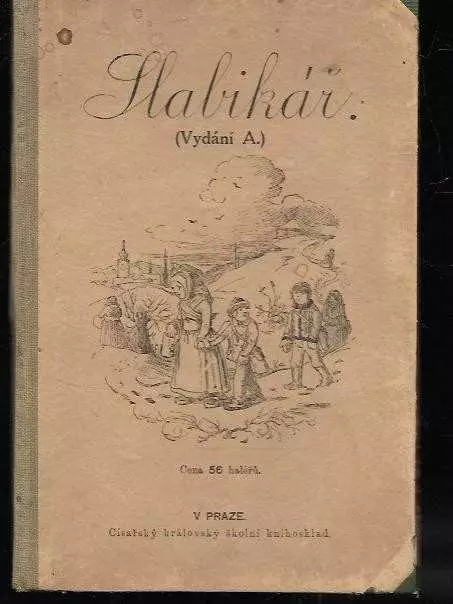 Slabikář.
(Vydání A.)
Cena 56 haléřů.
V PRAZE.
Císařský královský školní knihosklad.